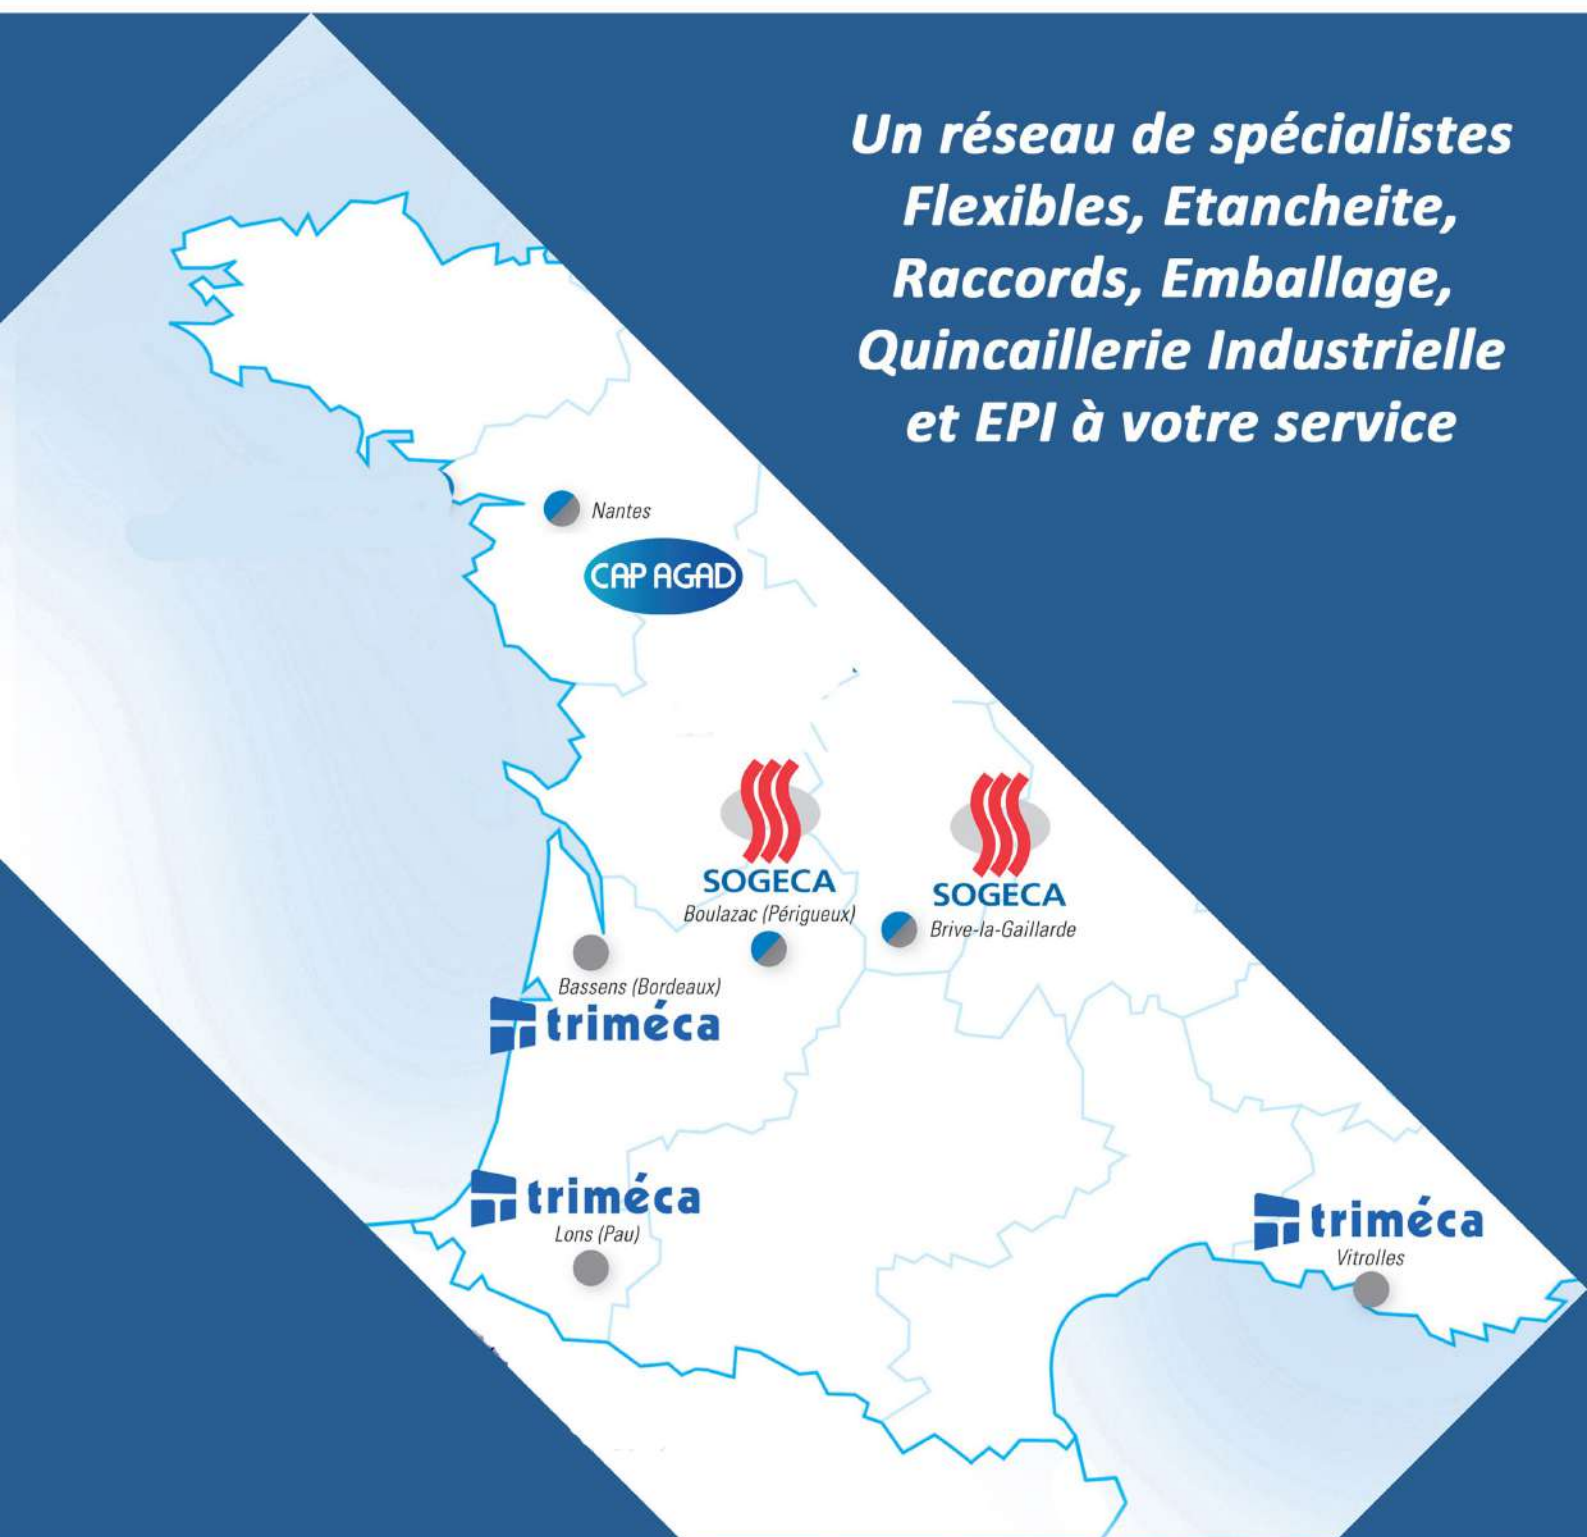 Un réseau de spécialistes
Flexibles, Etancheite,
Raccords, Emballage,
Quincaillerie Industrielle
et EPI à votre service
Nantes
CAP AGAD
SOGECA
Boulazac (Périgueux)
SOGECA
Brive-la-Gaillarde
Bassens (Bordeaux)
triméca
triméca
Lons (Pau)
triméca
Vitrolles